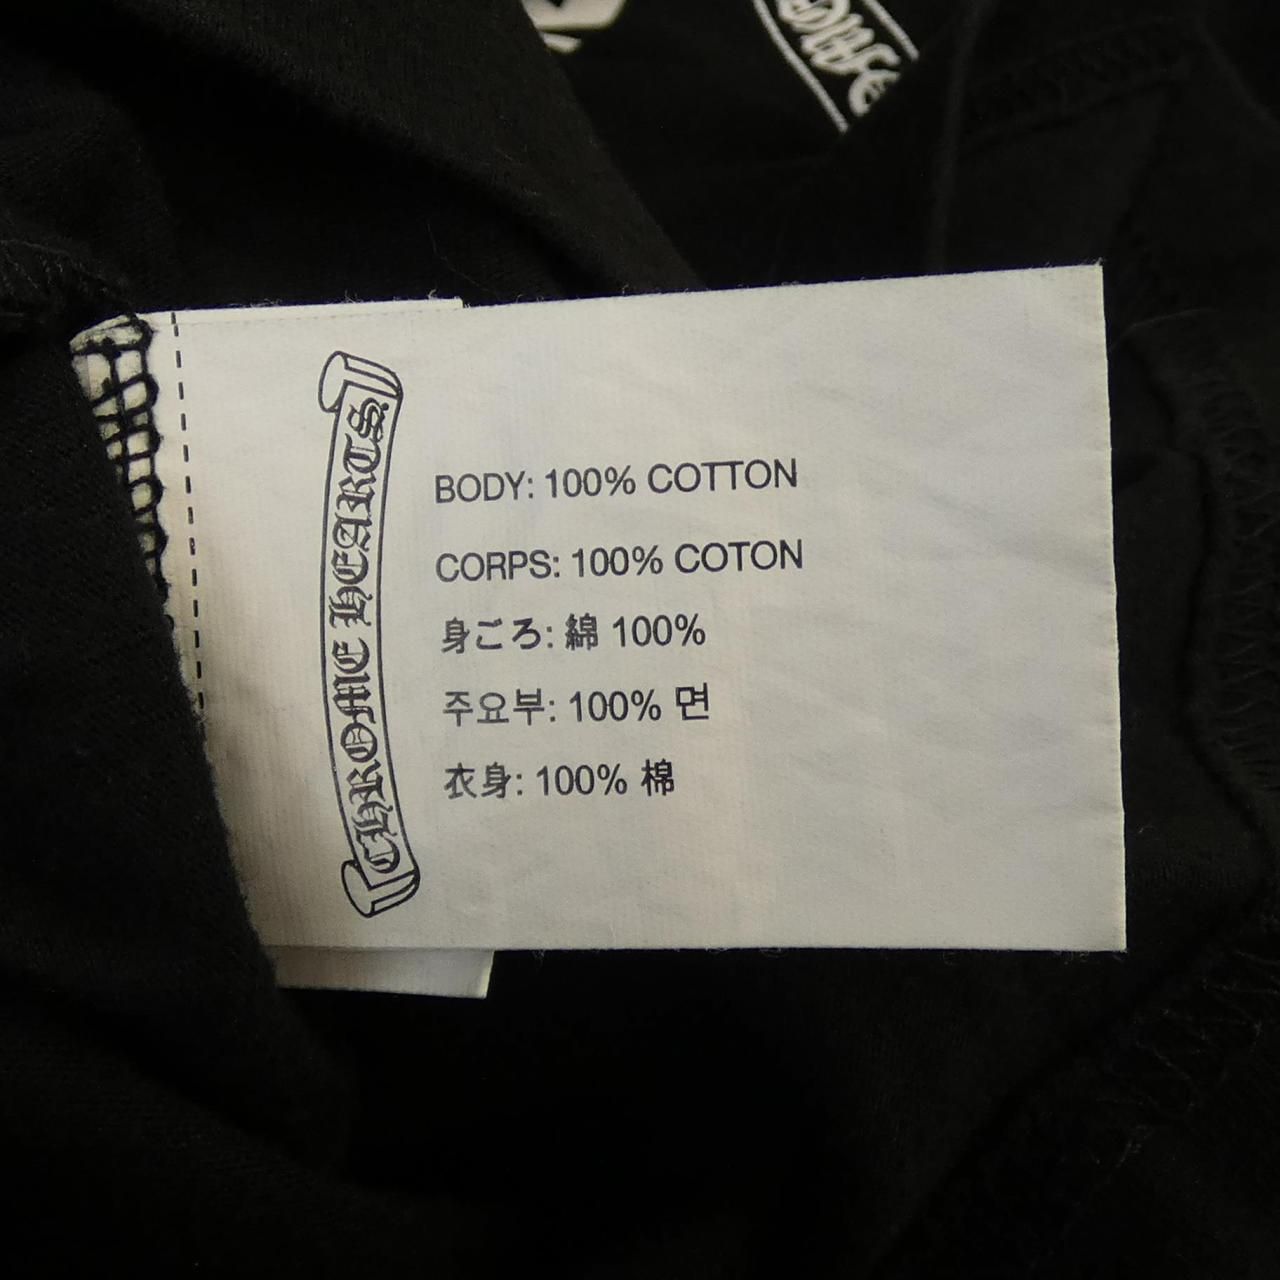 CHROME HEARTS
BODY: 100% COTTON
CORPS: 100% COTON
身ごろ: 綿 100%
주요부: 100% 면
衣身: 100% 棉